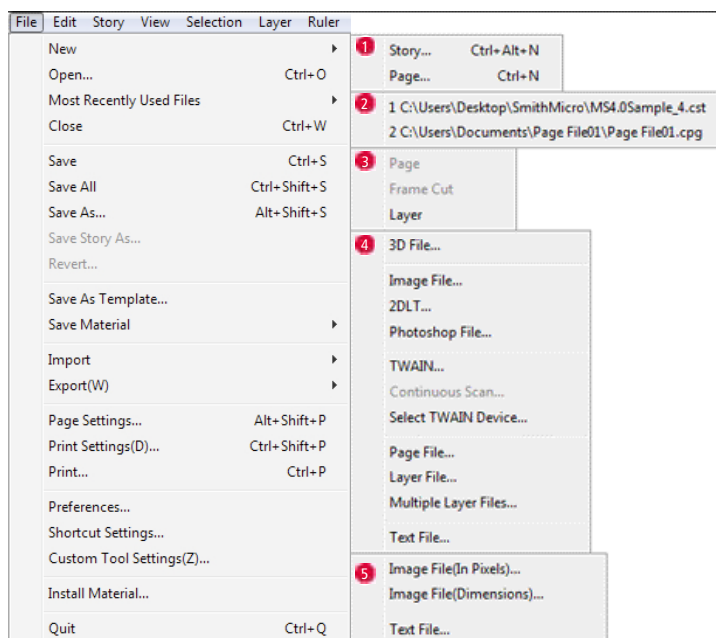 File Edit Story View Selection Layer Ruler
New
Open... Ctrl+O
Most Recently Used Files
Close Ctrl+W
Save Ctrl+S
Save All Ctrl+Shift+S
Save As... Alt+Shift+S
Save Story As...
Revert...
Save As Template...
Save Material
Import
Export(W)
Page Settings... Alt+Shift+P
Print Settings(D)... Ctrl+Shift+P
Print... Ctrl+P
Preferences...
Shortcut Settings...
Custom Tool Settings(Z)...
Install Material...
Quit Ctrl+Q
1 Story... Ctrl+Alt+N
Page... Ctrl+N
2 1 C:\Users\Desktop\SmithMicro\MS4.0Sample_4.cst
2 C:\Users\Documents\Page File01\Page File01.cpg
3 Page
Frame Cut
Layer
4 3D File...
Image File...
2DLT...
Photoshop File...
TWAIN...
Continuous Scan...
Select TWAIN Device...
Page File...
Layer File...
Multiple Layer Files...
Text File...
5 Image File(In Pixels)...
Image File(Dimensions)...
Text File...